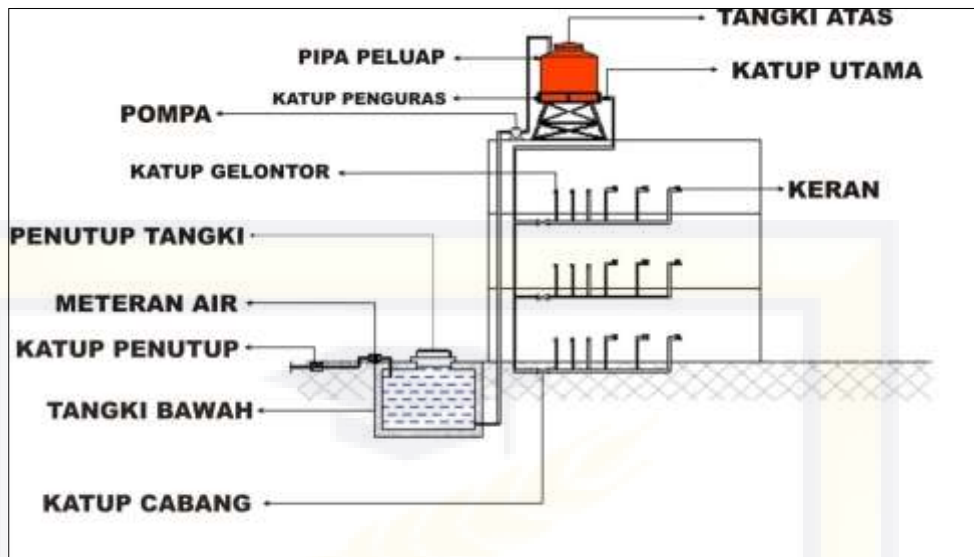 TANGKI ATAS
PIPA PELUAP
KATUP UTAMA
KATUP PENGURAS
POMPA
KATUP GELONTOR
KERAN
PENUTUP TANGKI
METERAN AIR
KATUP PENUTUP
TANGKI BAWAH
KATUP CABANG